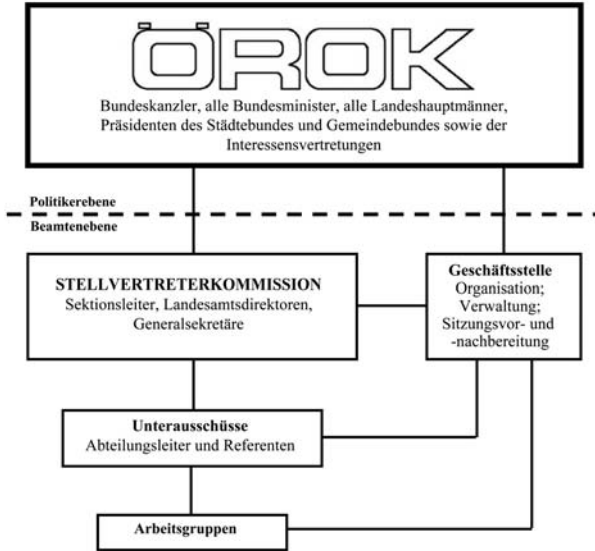 ÖROK
Bundeskanzler, alle Bundesminister, alle Landeshauptmänner,
Präsidenten des Städtebundes und Gemeindebundes sowie der
Interessensvertretungen
Politikerebene
Beamtenebene
STELLVERTRETERKOMMISSION
Sektionsleiter, Landesamtsdirektoren,
Generalsekretäre
Geschäftsstelle
Organisation;
Verwaltung;
Sitzungsvor- und
-nachbereitung
Unterausschüsse
Abteilungsleiter und Referenten
Arbeitsgruppen